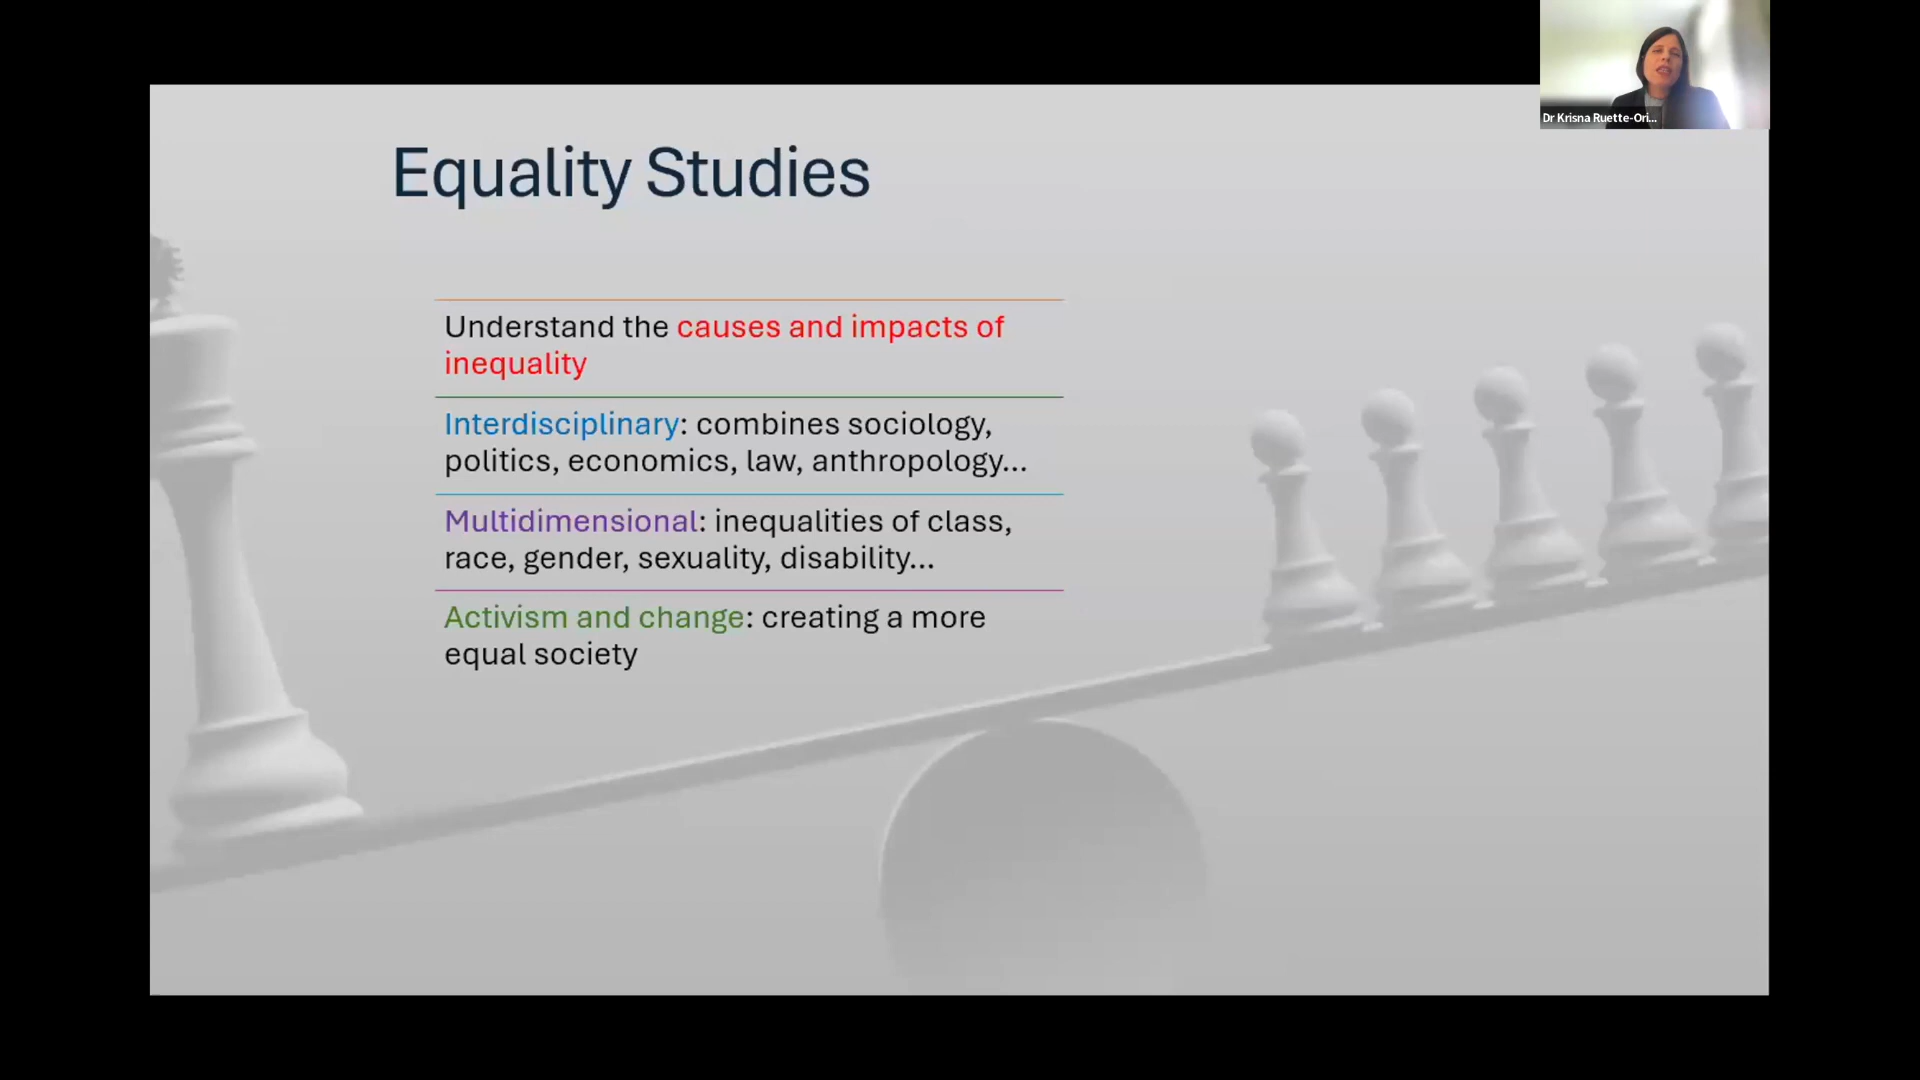 Dr Krisna Ruette-Ori...
Equality Studies
Understand the causes and impacts of
inequality
Interdisciplinary: combines sociology,
politics, economics, law, anthropology...
Multidimensional: inequalities of class,
race, gender, sexuality, disability...
Activism and change: creating a more
equal society